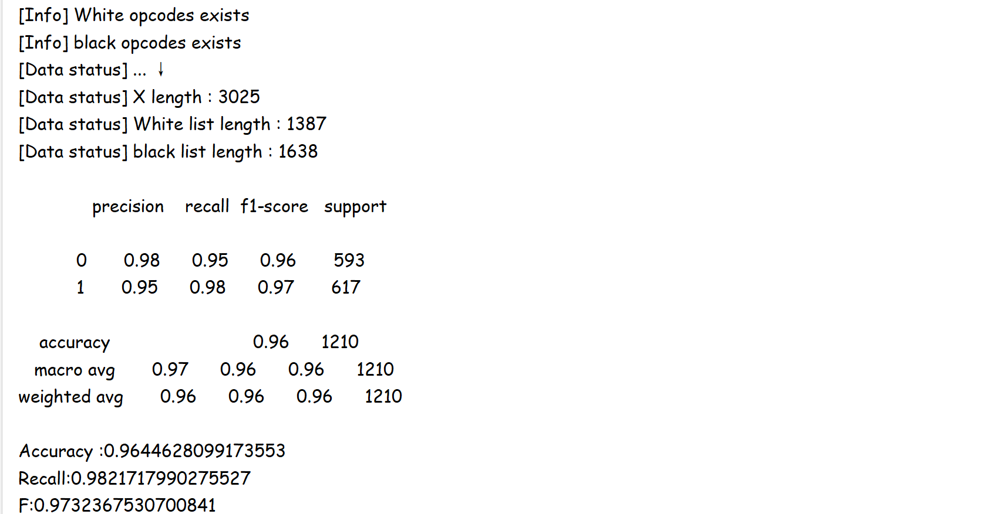 [Info] White opcodes exists
[Info] black opcodes exists
[Data status] ... ↓
[Data status] X length : 3025
[Data status] White list length : 1387
[Data status] black list length : 1638
precision recall f1-score support
0 0.98 0.95 0.96 593
1 0.95 0.98 0.97 617
accuracy 0.96 1210
macro avg 0.97 0.96 0.96 1210
weighted avg 0.96 0.96 0.96 1210
Accuracy :0.9644628099173553
Recall:0.9821717990275527
F:0.9732367530700841